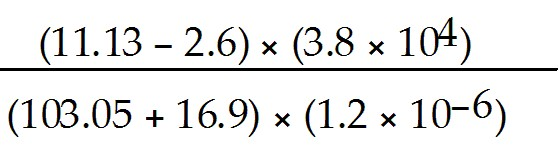 (11.13 – 2.6) × (3.8 × 10⁴)
(103.05 + 16.9) × (1.2 × 10⁻⁶)